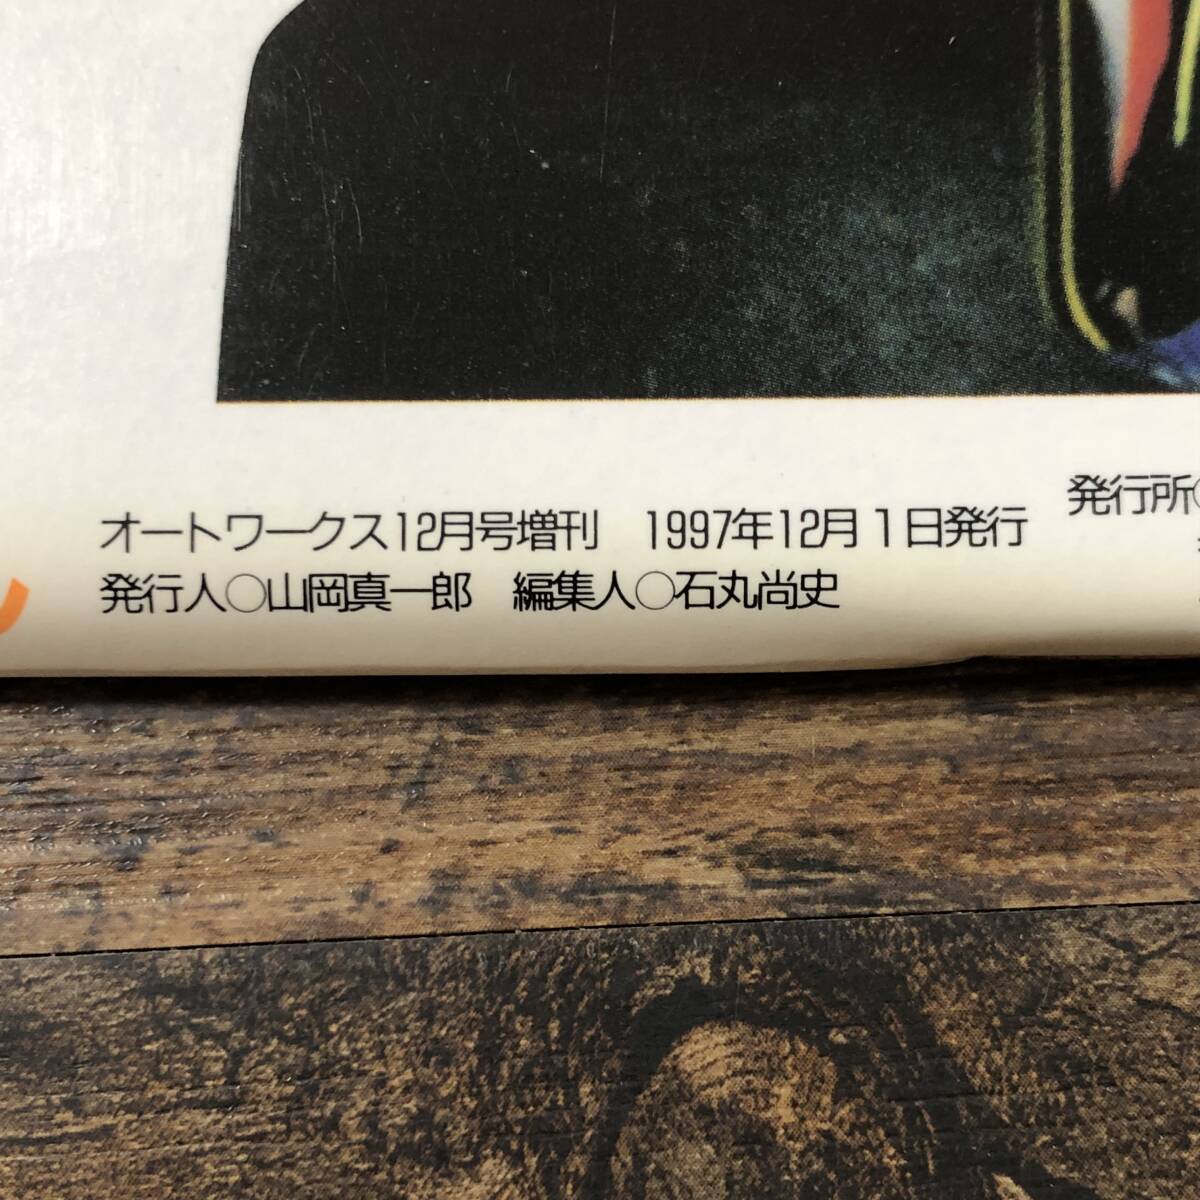 オートワークス12月号増刊　1997年12月1日発行
発行人○山岡真一郎　編集人○石丸尚史
発行所